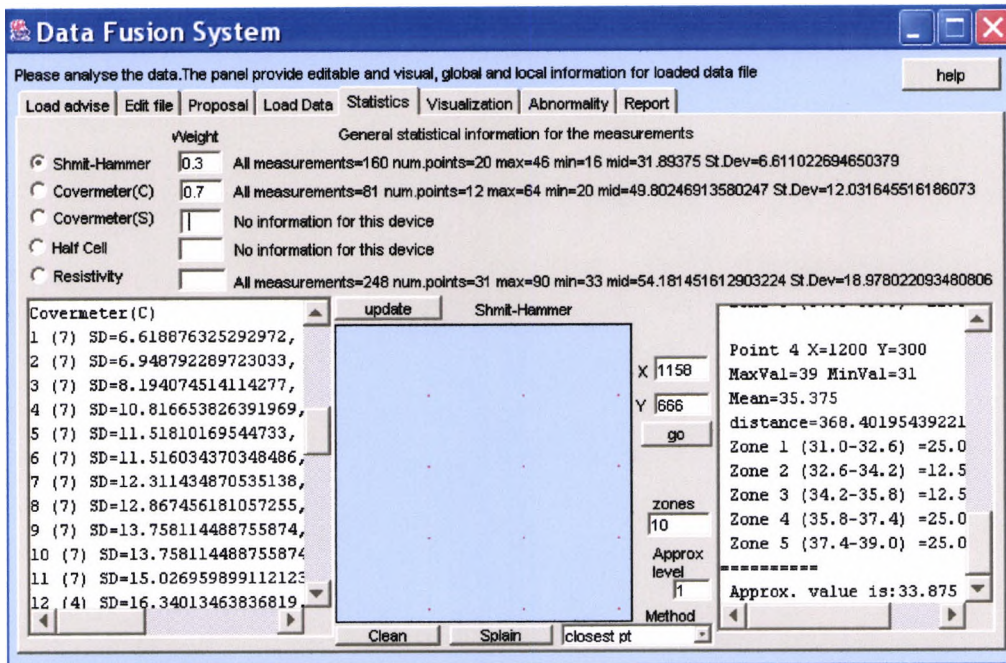 Data Fusion System
Please analyse the data.The panel provide editable and visual, global and local information for loaded data file
help
Load advise Edit file Proposal Load Data Statistics Visualization Abnormality Report
Weight General statistical information for the measurements
Shmit-Hammer 0.3 All measurements=160 num.points=20 max=46 min=16 mid=31.89375 St.Dev=6.611022694650379
Covermeter(C) 0.7 All measurements=81 num.points=12 max=64 min=20 mid=49.80246913580247 St.Dev=12.031645516186073
Covermeter(S) No information for this device
Half Cell No information for this device
Resistivity All measurements=248 num.points=31 max=90 min=33 mid=54.181451612903224 St.Dev=18.978022093480806
Covermeter(C)
1 (7) SD=6.618876325292972,
2 (7) SD=6.948792289723033,
3 (7) SD=8.194074514114277,
4 (7) SD=10.816653826391969,
5 (7) SD=11.51810169544733,
6 (7) SD=11.516034370348486,
7 (7) SD=12.311434870535138,
8 (7) SD=12.867456181057255,
9 (7) SD=13.758114488755874,
10 (7) SD=13.758114488755874
11 (7) SD=15.026959899112123
12 (4) SD=16.34013463836819,
update Shmit-Hammer
X 1158
Y 666
go
zones
10
Approx
level
1
Method
Clean Splain closest pt
Point 4 X=1200 Y=300
MaxVal=39 MinVal=31
Mean=35.375
distance=368.40195439221
Zone 1 (31.0-32.6) =25.0
Zone 2 (32.6-34.2) =12.5
Zone 3 (34.2-35.8) =12.5
Zone 4 (35.8-37.4) =25.0
Zone 5 (37.4-39.0) =25.0
==========
Approx. value is:33.875